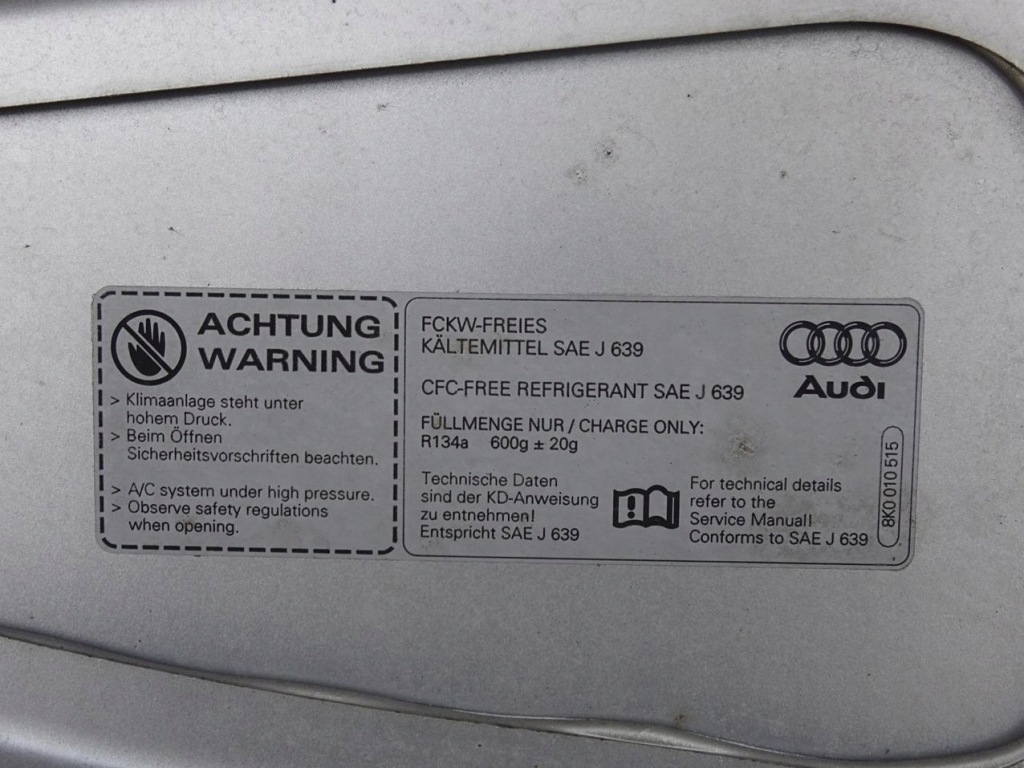 ACHTUNG
WARNING
> Klimaanlage steht unter
hohem Druck.
> Beim Öffnen
Sicherheitsvorschriften beachten.
> A/C system under high pressure.
> Observe safety regulations
when opening.
FCKW-FREIES
KÄLTEMITTEL SAE J 639
CFC-FREE REFRIGERANT SAE J 639
FÜLLMENGE NUR / CHARGE ONLY:
R134a 600g ± 20g
Technische Daten
sind der KD-Anweisung
zu entnehmen!
Entspricht SAE J 639
For technical details
refer to the
Service Manual!
Conforms to SAE J 639
Audi
8K0 010 515